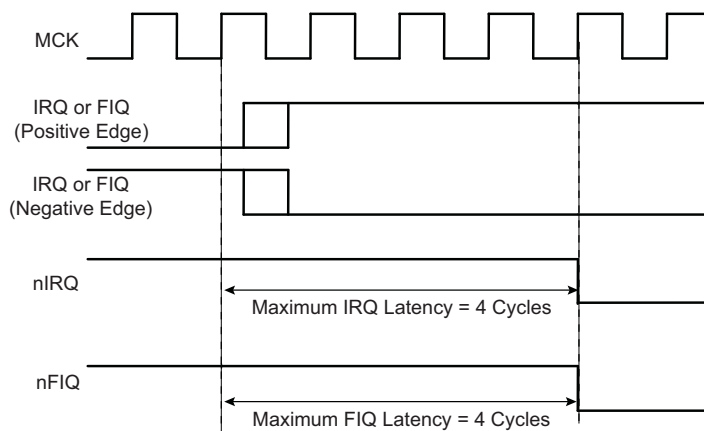 MCK
IRQ or FIQ
(Positive Edge)
IRQ or FIQ
(Negative Edge)
nIRQ
Maximum IRQ Latency = 4 Cycles
nFIQ
Maximum FIQ Latency = 4 Cycles